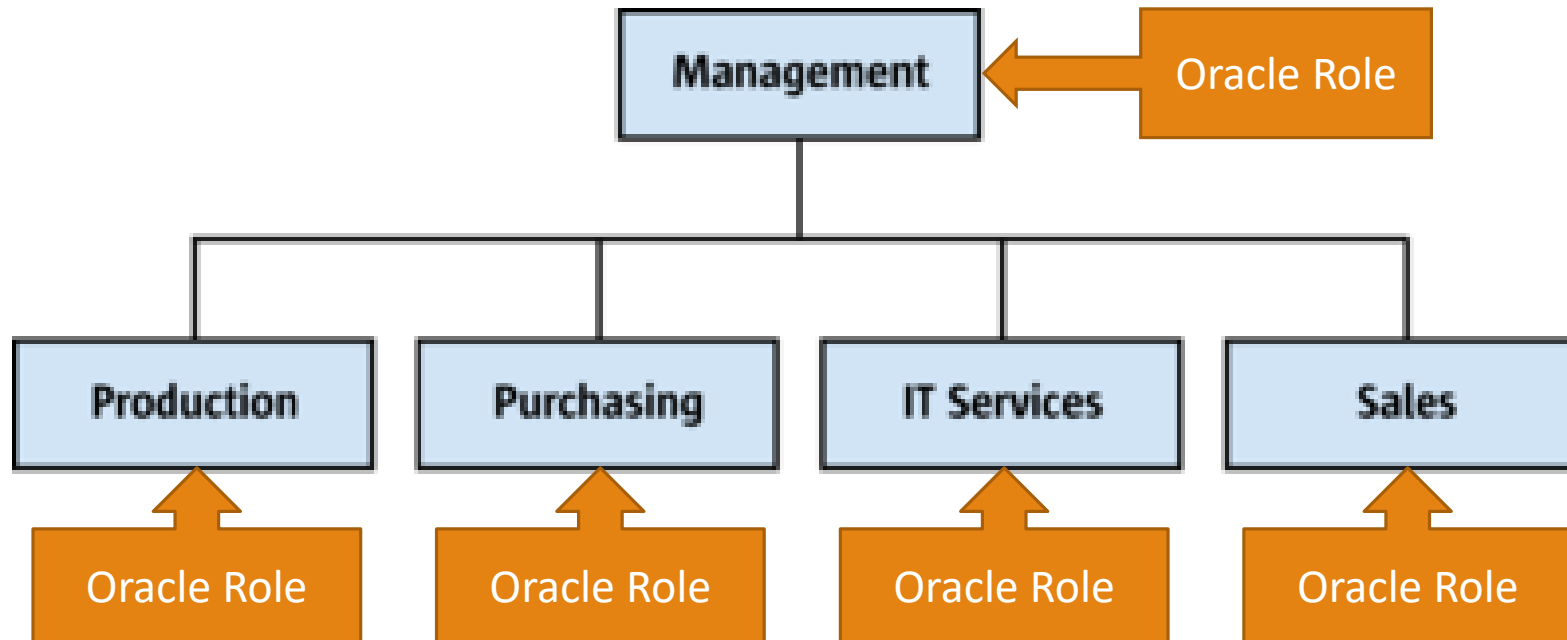 Management
Oracle Role
Production
Purchasing
IT Services
Sales
Oracle Role
Oracle Role
Oracle Role
Oracle Role